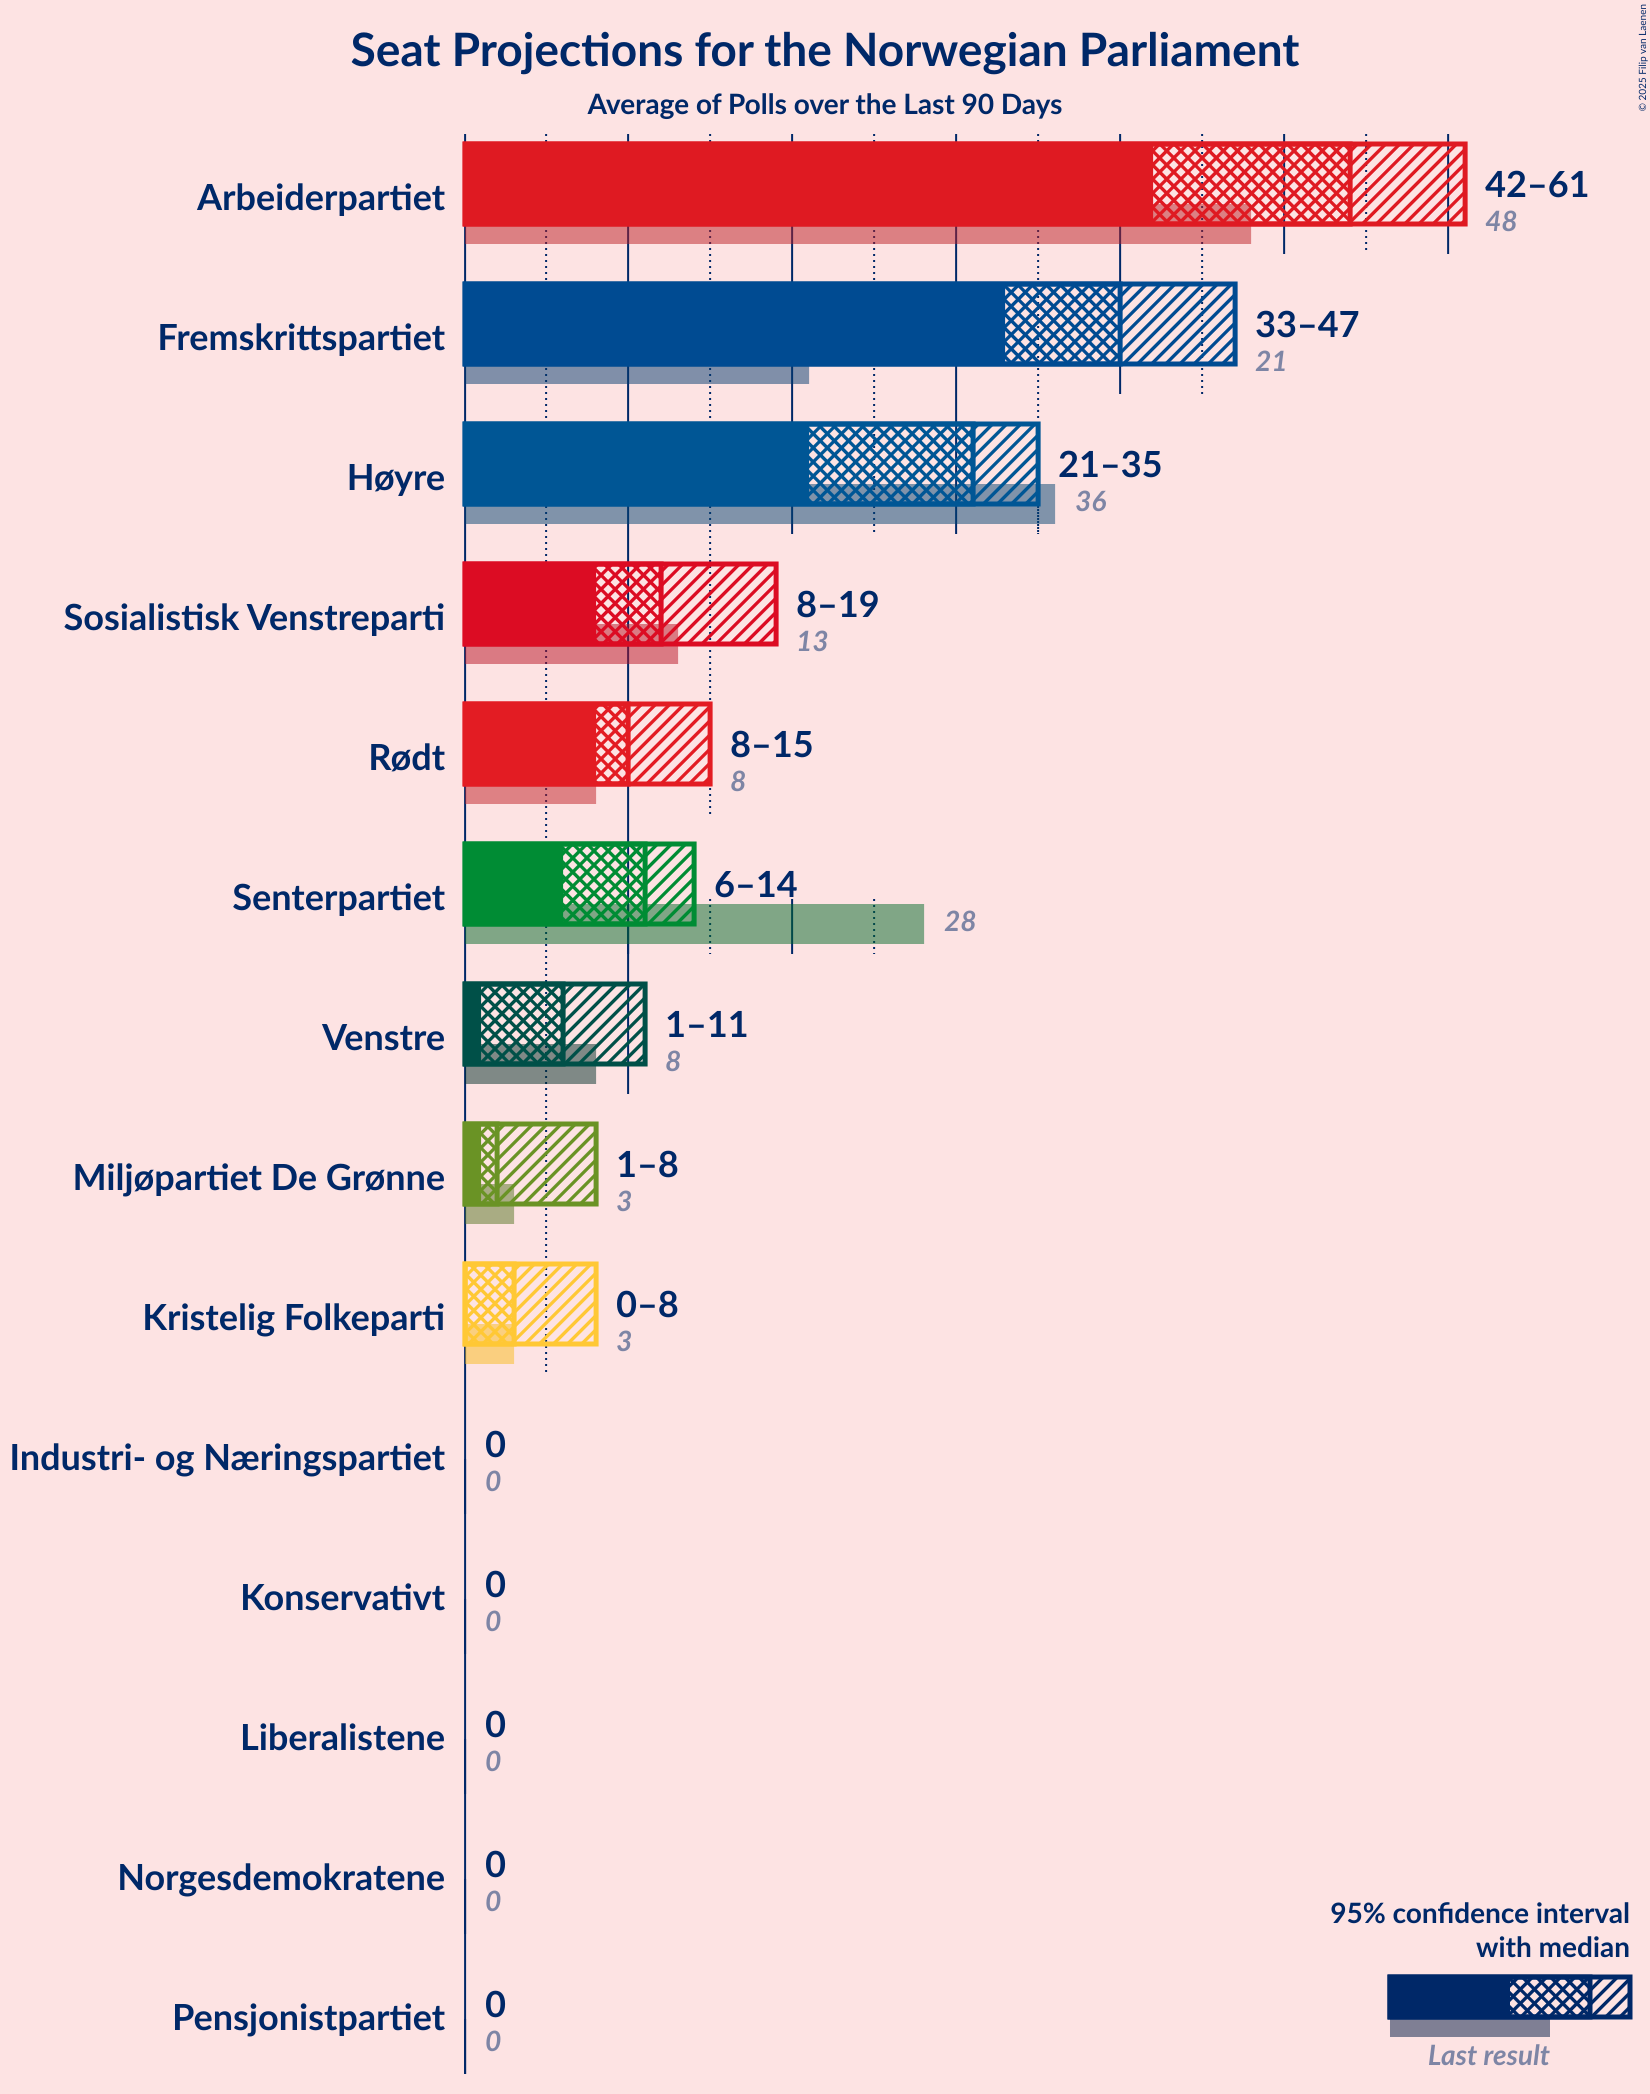 © 2025 Filip van Laenen
Seat Projections for the Norwegian Parliament
Average of Polls over the Last 90 Days
Arbeiderpartiet
42–61
48
Fremskrittspartiet
33–47
21
Høyre
21–35
36
Sosialistisk Venstreparti
8–19
13
Rødt
8–15
8
Senterpartiet
6–14
28
Venstre
1–11
8
Miljøpartiet De Grønne
1–8
3
Kristelig Folkeparti
0–8
3
Industri- og Næringspartiet
0
0
Konservativt
0
0
Liberalistene
0
0
Norgesdemokratene
0
0
Pensjonistpartiet
0
0
95% confidence interval
with median
Last result